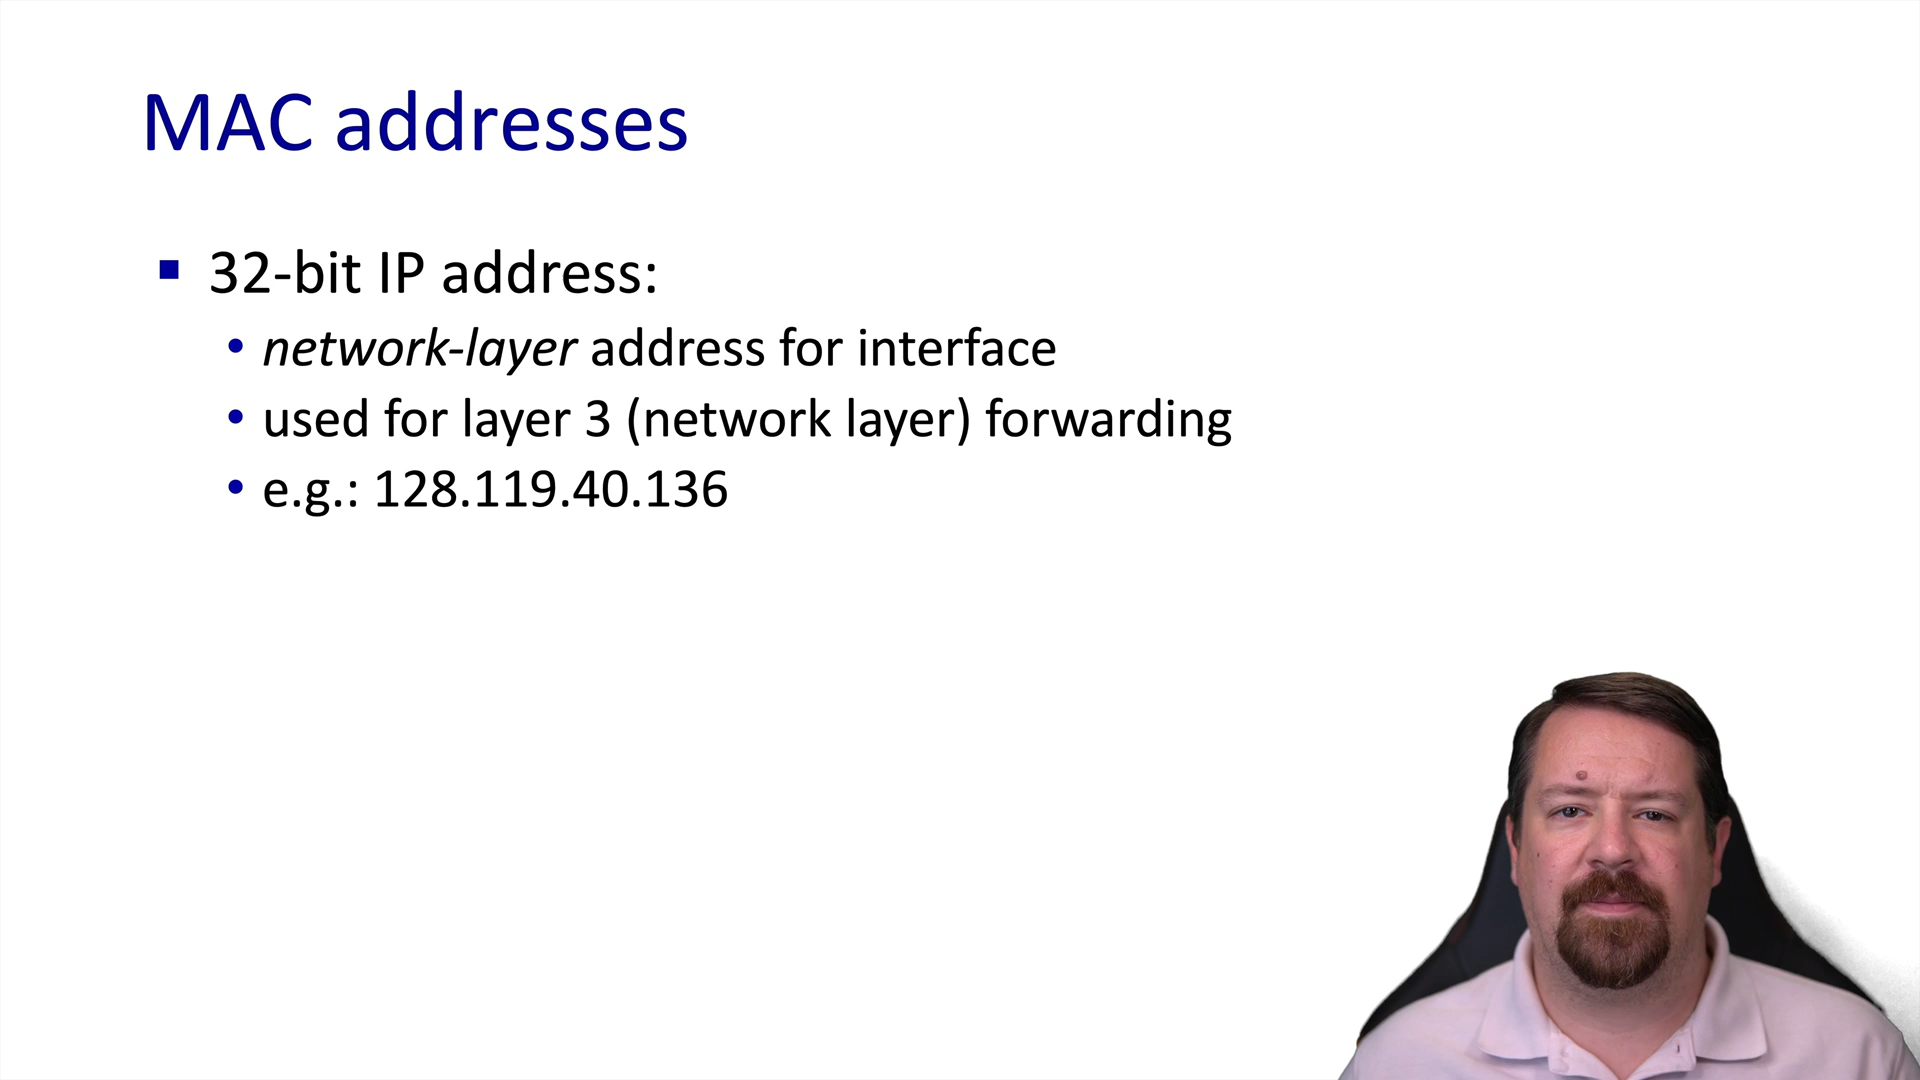 MAC addresses
32-bit IP address:
network-layer address for interface
used for layer 3 (network layer) forwarding
e.g.: 128.119.40.136